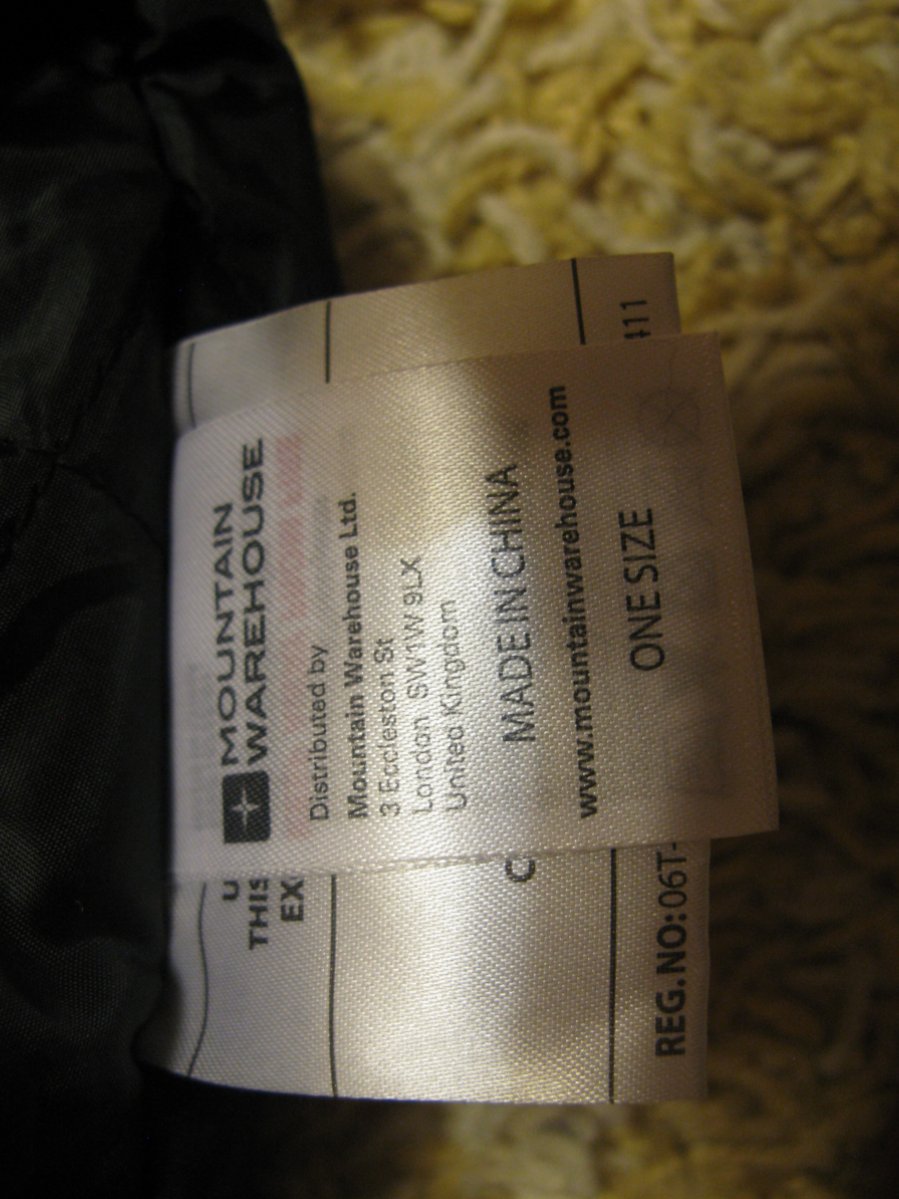 MOUNTAIN
WAREHOUSE
Distributed by
Mountain Warehouse Ltd.
3 Eccleston St
London SW1W 9LX
United Kingdom
MADE IN CHINA
www.mountainwarehouse.com
ONE SIZE
U
THIS
EX
C
REG. NO: 06T-
411